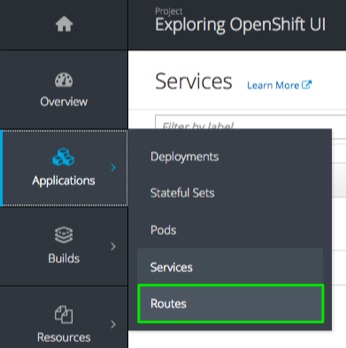 Project
Exploring OpenShift UI
Services Learn More
Overview
Filter by label
Applications
Deployments
Stateful Sets
Pods
Services
Routes
Builds
Resources